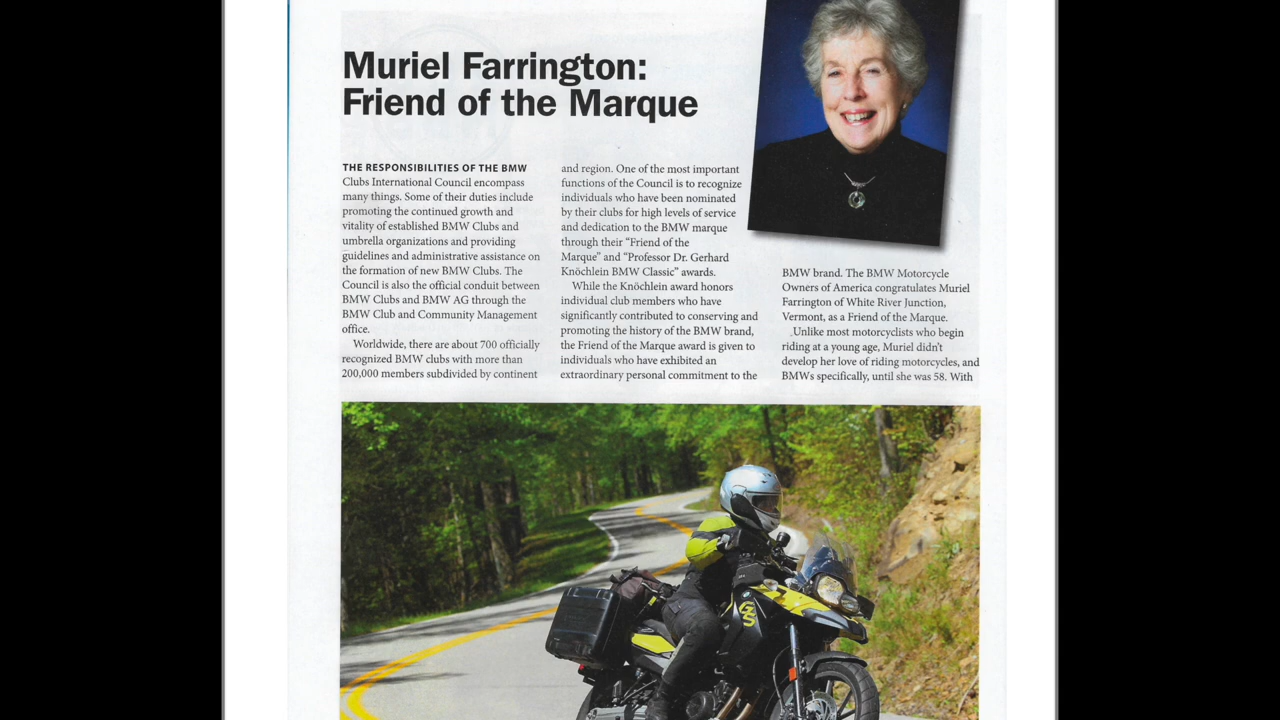 Muriel Farrington:
Friend of the Marque
THE RESPONSIBILITIES OF THE BMW
Clubs International Council encompass
many things. Some of their duties include
promoting the continued growth and
vitality of established BMW Clubs and
umbrella organizations and providing
guidelines and administrative assistance on
the formation of new BMW Clubs. The
Council is also the official conduit between
BMW Clubs and BMW AG through the
BMW Club and Community Management
office.
Worldwide, there are about 700 officially
recognized BMW clubs with more than
200,000 members subdivided by continent
and region. One of the most important
functions of the Council is to recognize
individuals who have been nominated
by their clubs for high levels of service
and dedication to the BMW marque
through their “Friend of the
Marque” and “Professor Dr. Gerhard
Knöchlein BMW Classic” awards.
While the Knöchlein award honors
individual club members who have
significantly contributed to conserving and
promoting the history of the BMW brand,
the Friend of the Marque award is given to
individuals who have exhibited an
extraordinary personal commitment to the
BMW brand. The BMW Motorcycle
Owners of America congratulates Muriel
Farrington of White River Junction,
Vermont, as a Friend of the Marque.
Unlike most motorcyclists who begin
riding at a young age, Muriel didn’t
develop her love of riding motorcycles, and
BMWs specifically, until she was 58. With
GS